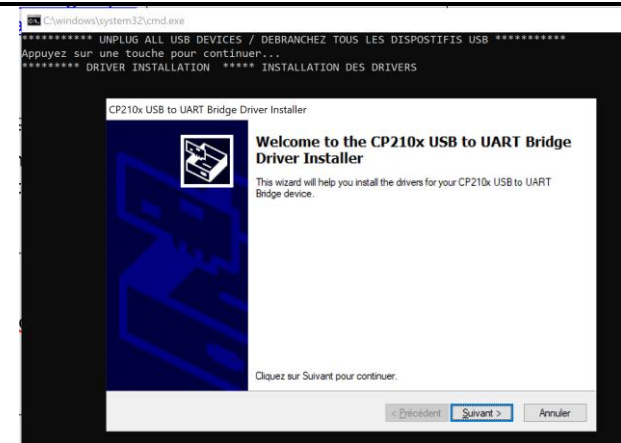 C:\windows\system32\cmd.exe
*********** UNPLUG ALL USB DEVICES / DEBRANCHEZ TOUS LES DISPOSTIFIS USB ***********
Appuyez sur une touche pour continuer...
********* DRIVER INSTALLATION ***** INSTALLATION DES DRIVERS
CP210x USB to UART Bridge Driver Installer
Welcome to the CP210x USB to UART Bridge
Driver Installer
This wizard will help you install the drivers for your CP210x USB to UART
Bridge device.
Cliquez sur Suivant pour continuer.
< Précédent Suivant > Annuler